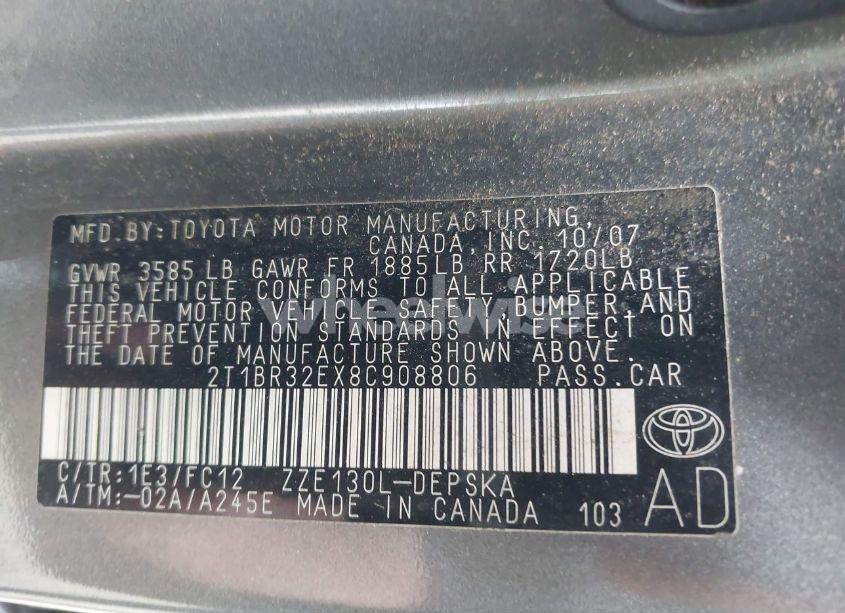 MFD.BY:TOYOTA MOTOR MANUFACTURING,
CANADA,INC. 10/07
GVWR 3585LB GAWR FR 1885LB RR 1720LB
THIS VEHICLE CONFORMS TO ALL APPLICABLE
FEDERAL MOTOR VEHICLE SAFETY,BUMPER,AND
THEFT PREVENTION STANDARDS IN EFFECT ON
THE DATE OF MANUFACTURE SHOWN ABOVE.
2T1BR32EX8C908806 PASS.CAR
C/TR:1E3/FC12 ZZE130L-DEPSKA
A/TM:-02A/A245E MADE IN CANADA 103
AD
wheelwise